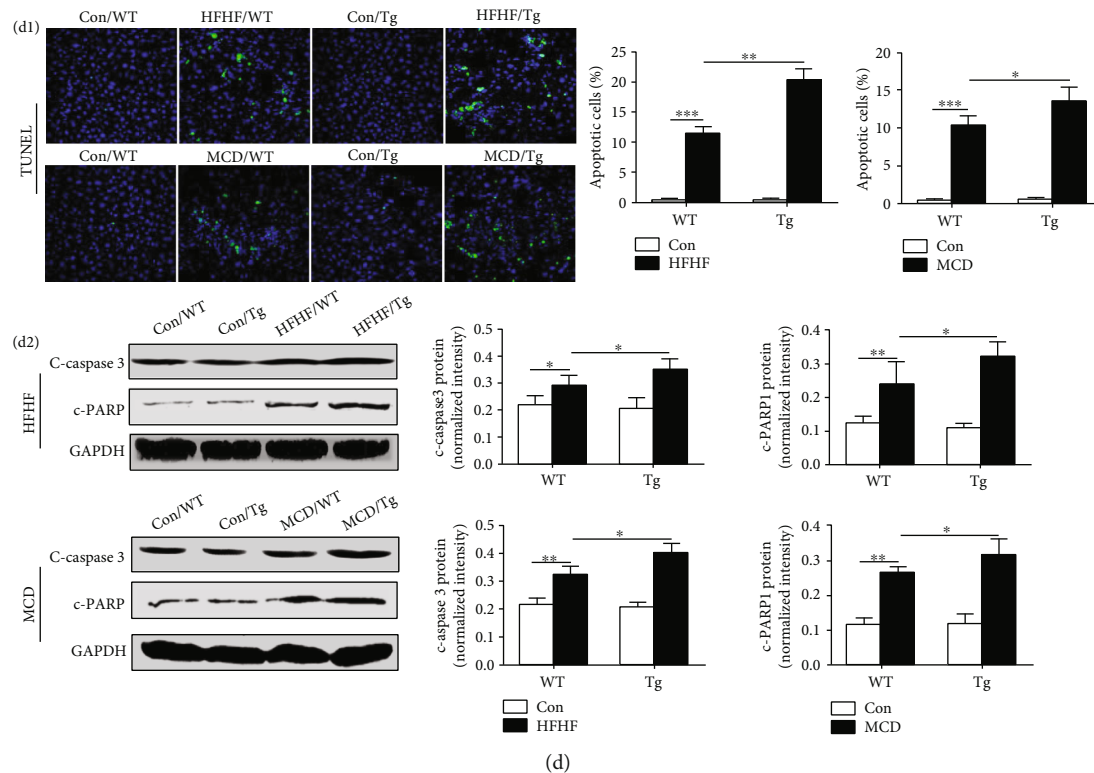 (d1)
Con/WT HFHF/WT Con/Tg HFHF/Tg
TUNEL
Con/WT MCD/WT Con/Tg MCD/Tg
Apoptotic cells (%)
25
20
15
10
5
0
***
**
WT Tg
Con
HFHF
Apoptotic cells (%)
20
15
10
5
0
***
*
WT Tg
Con
MCD
(d2)
Con/WT Con/Tg HFHF/WT HFHF/Tg
HFHF
C-caspase 3
c-PARP
GAPDH
c-caspase3 protein
(normalized intensity)
0.5
0.4
0.3
0.2
0.1
0.0
*
*
WT Tg
c-PARP1 protein
(normalized intensity)
0.4
0.3
0.2
0.1
0.0
**
*
WT Tg
Con/WT Con/Tg MCD/WT MCD/Tg
MCD
C-caspase 3
c-PARP
GAPDH
c-aspase 3 protein
(normalized intensity)
0.5
0.4
0.3
0.2
0.1
0.0
**
*
WT Tg
Con
HFHF
c-PARP1 protein
(normalized intensity)
0.4
0.3
0.2
0.1
0.0
**
*
WT Tg
Con
MCD
(d)